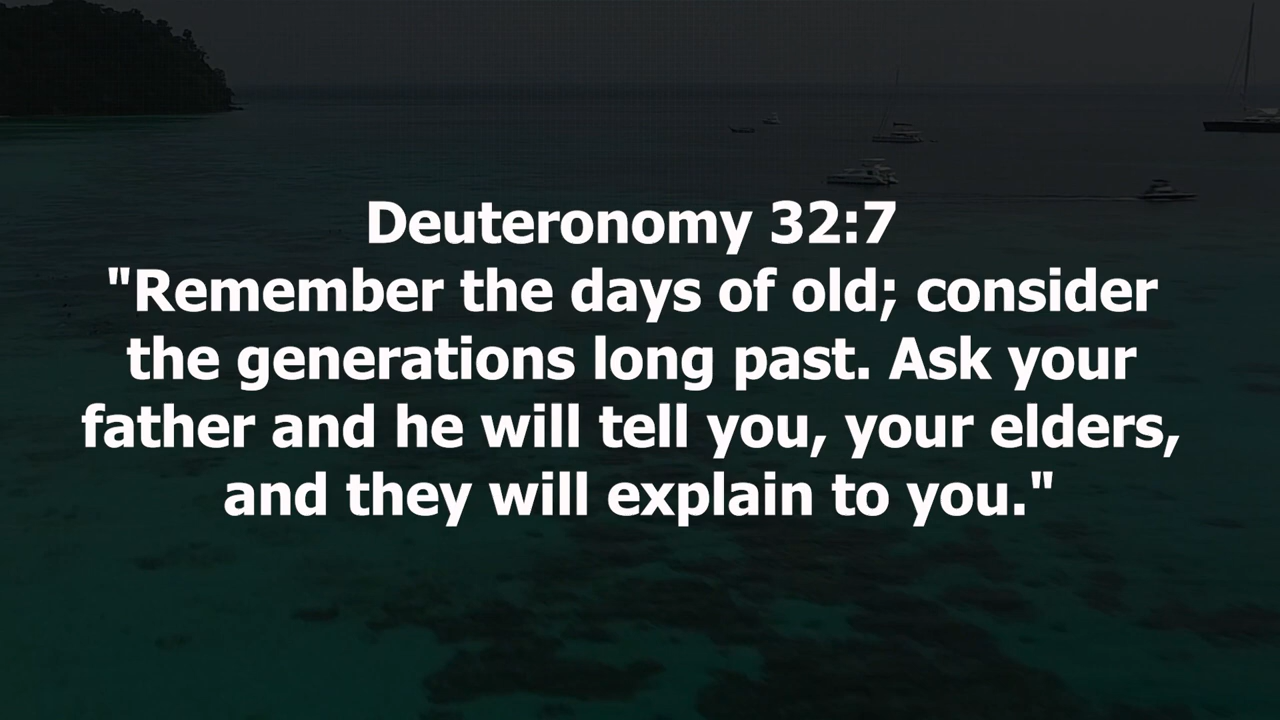 Deuteronomy 32:7
"Remember the days of old; consider
the generations long past. Ask your
father and he will tell you, your elders,
and they will explain to you."